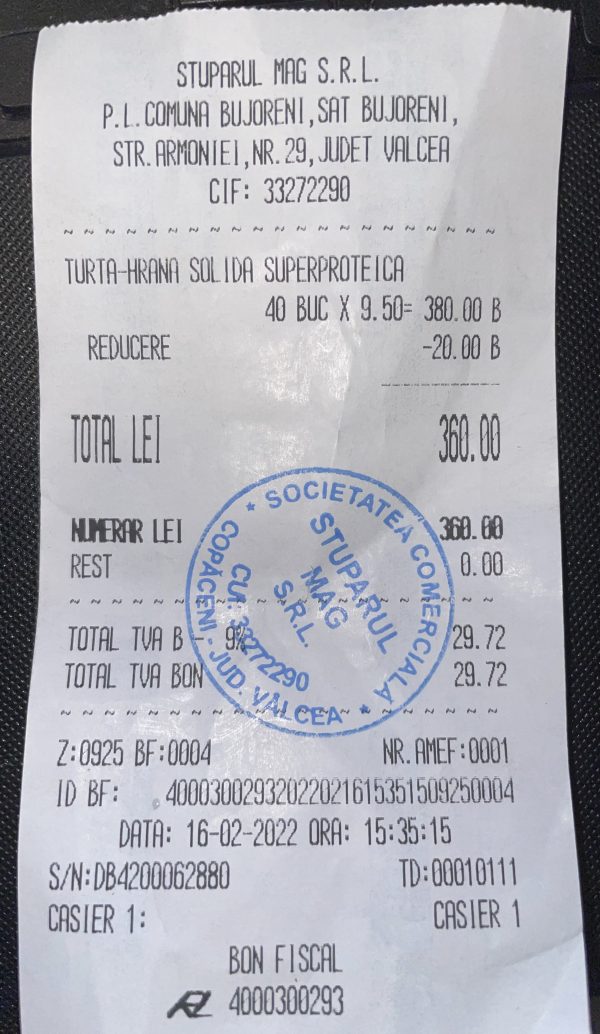 STUPARUL MAG S.R.L.
P.L.COMUNA BUJORENI,SAT BUJORENI,
STR.ARMONIEI,NR.29,JUDET VALCEA
CIF: 33272290
~ ~ ~ ~ ~ ~ ~ ~ ~ ~ ~ ~ ~ ~ ~ ~ ~ ~ ~ ~ ~
TURTA-HRANA SOLIDA SUPERPROTEICA
40 BUC X 9.50= 380.00 B
REDUCERE -20.00 B
TOTAL LEI 360.00
NUMERAR LEI 360.00
REST 0.00
~ ~ ~ ~ ~ ~ ~ ~ ~ ~ ~ ~ ~ ~ ~ ~ ~ ~ ~ ~ ~
TOTAL TVA B - 9% 29.72
TOTAL TVA BON 29.72
~ ~ ~ ~ ~ ~ ~ ~ ~ ~ ~ ~ ~ ~ ~ ~ ~ ~ ~ ~ ~
* SOCIETATEA COMERCIALA *
COPĂCENI - JUD. VÂLCEA
STUPARUL
MAG
S.R.L.
CUI: 33272290
Z:0925 BF:0004 NR.AMEF:0001
ID BF: 40003002932022021615351509250004
DATA: 16-02-2022 ORA: 15:35:15
S/N:DB4200062880 TD:00010111
CASIER 1: CASIER 1
BON FISCAL
4000300293